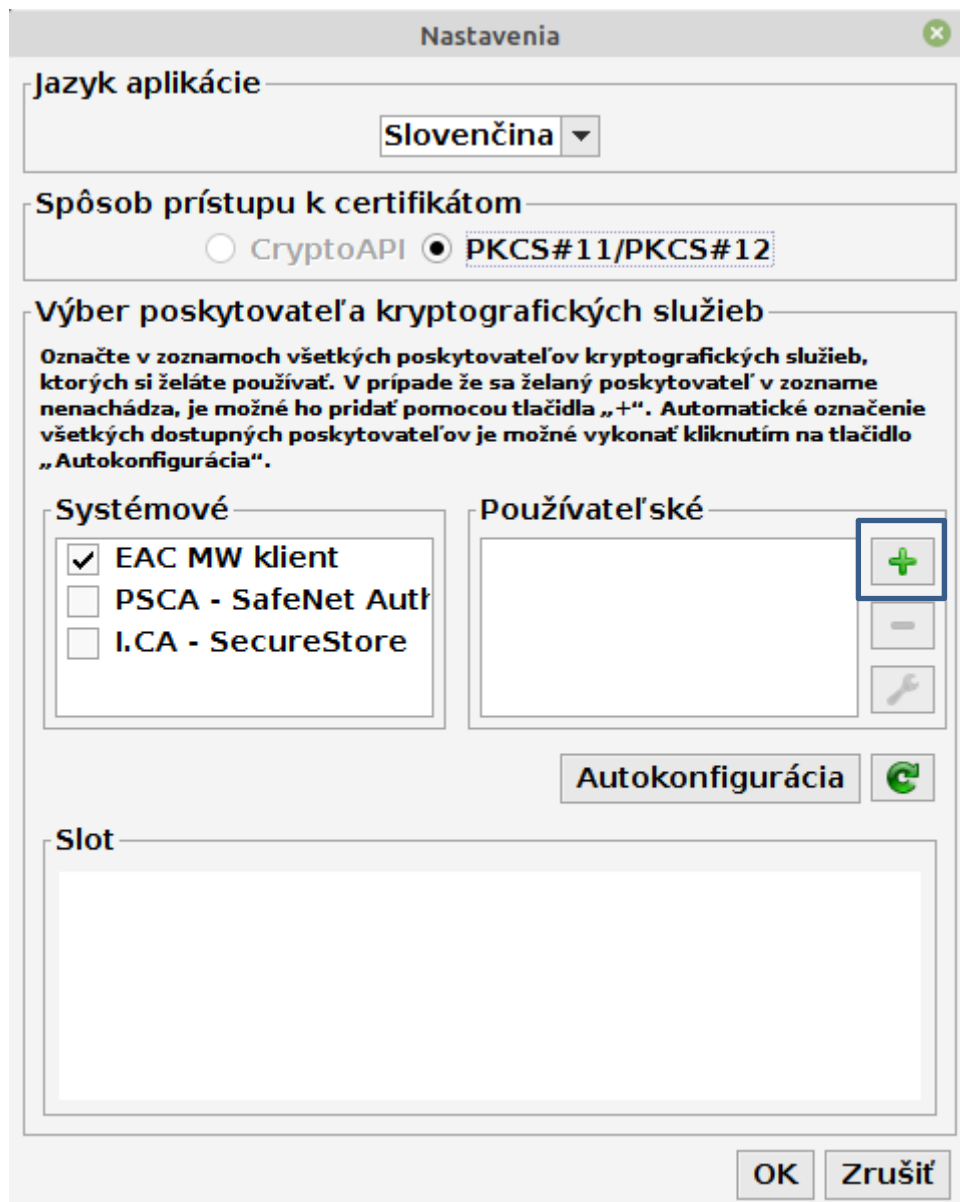 Nastavenia
Jazyk aplikácie
Slovenčina
Spôsob prístupu k certifikátom
CryptoAPI PKCS#11/PKCS#12
Výber poskytovateľa kryptografických služieb
Označte v zoznamoch všetkých poskytovateľov kryptografických služieb,
ktorých si želáte používať. V prípade že sa želaný poskytovateľ v zozname
nenachádza, je možné ho pridať pomocou tlačidla „+“. Automatické označenie
všetkých dostupných poskytovateľov je možné vykonať kliknutím na tlačidlo
„Autokonfigurácia“.
Systémové
EAC MW klient
PSCA - SafeNet Auth
I.CA - SecureStore
Používateľské
Autokonfigurácia
Slot
OK Zrušiť